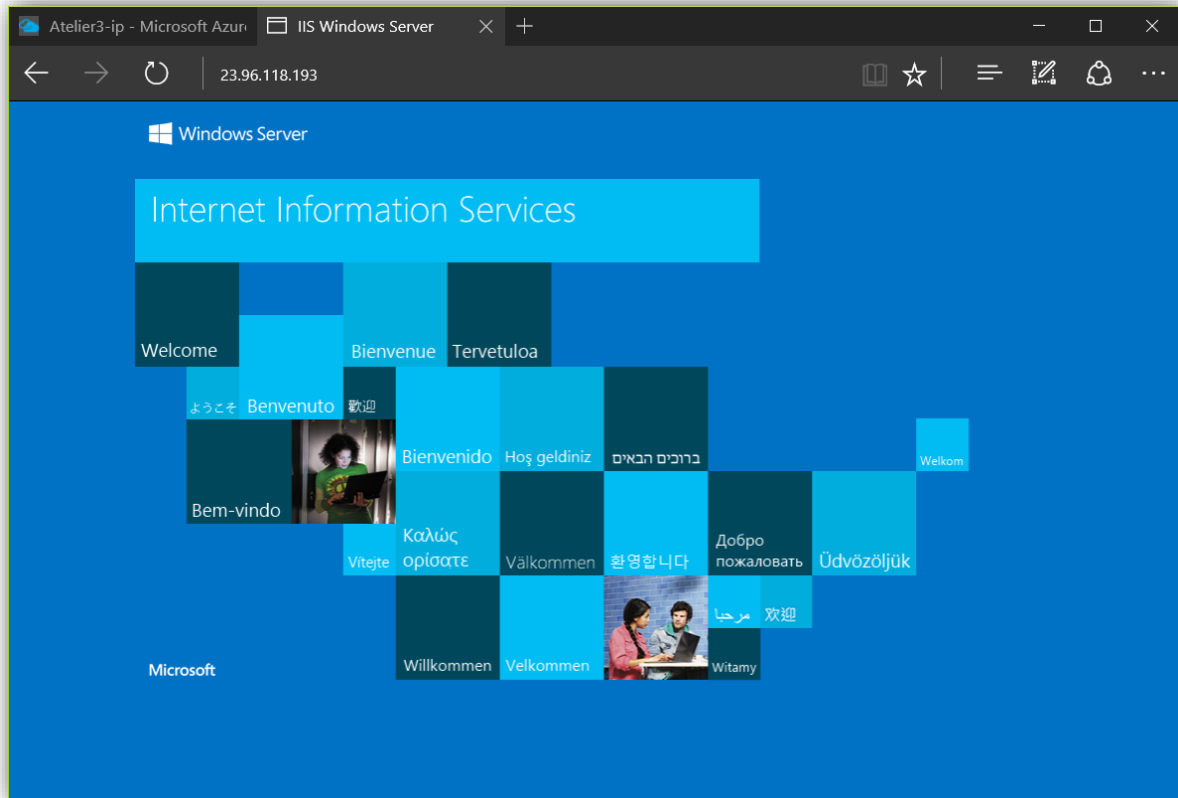 Atelier3-ip - Microsoft Azur
IIS Windows Server
23.96.118.193
Windows Server
Internet Information Services
Welcome
Bienvenue
Tervetuloa
ようこそ
Benvenuto
歡迎
Bienvenido
Hoş geldiniz
ברוכים הבאים
Welkom
Bem-vindo
Vítejte
Καλώς
ορίσατε
Välkommen
환영합니다
Добро
пожаловать
Üdvözöljük
مرحبا
欢迎
Willkommen
Velkommen
Witamy
Microsoft